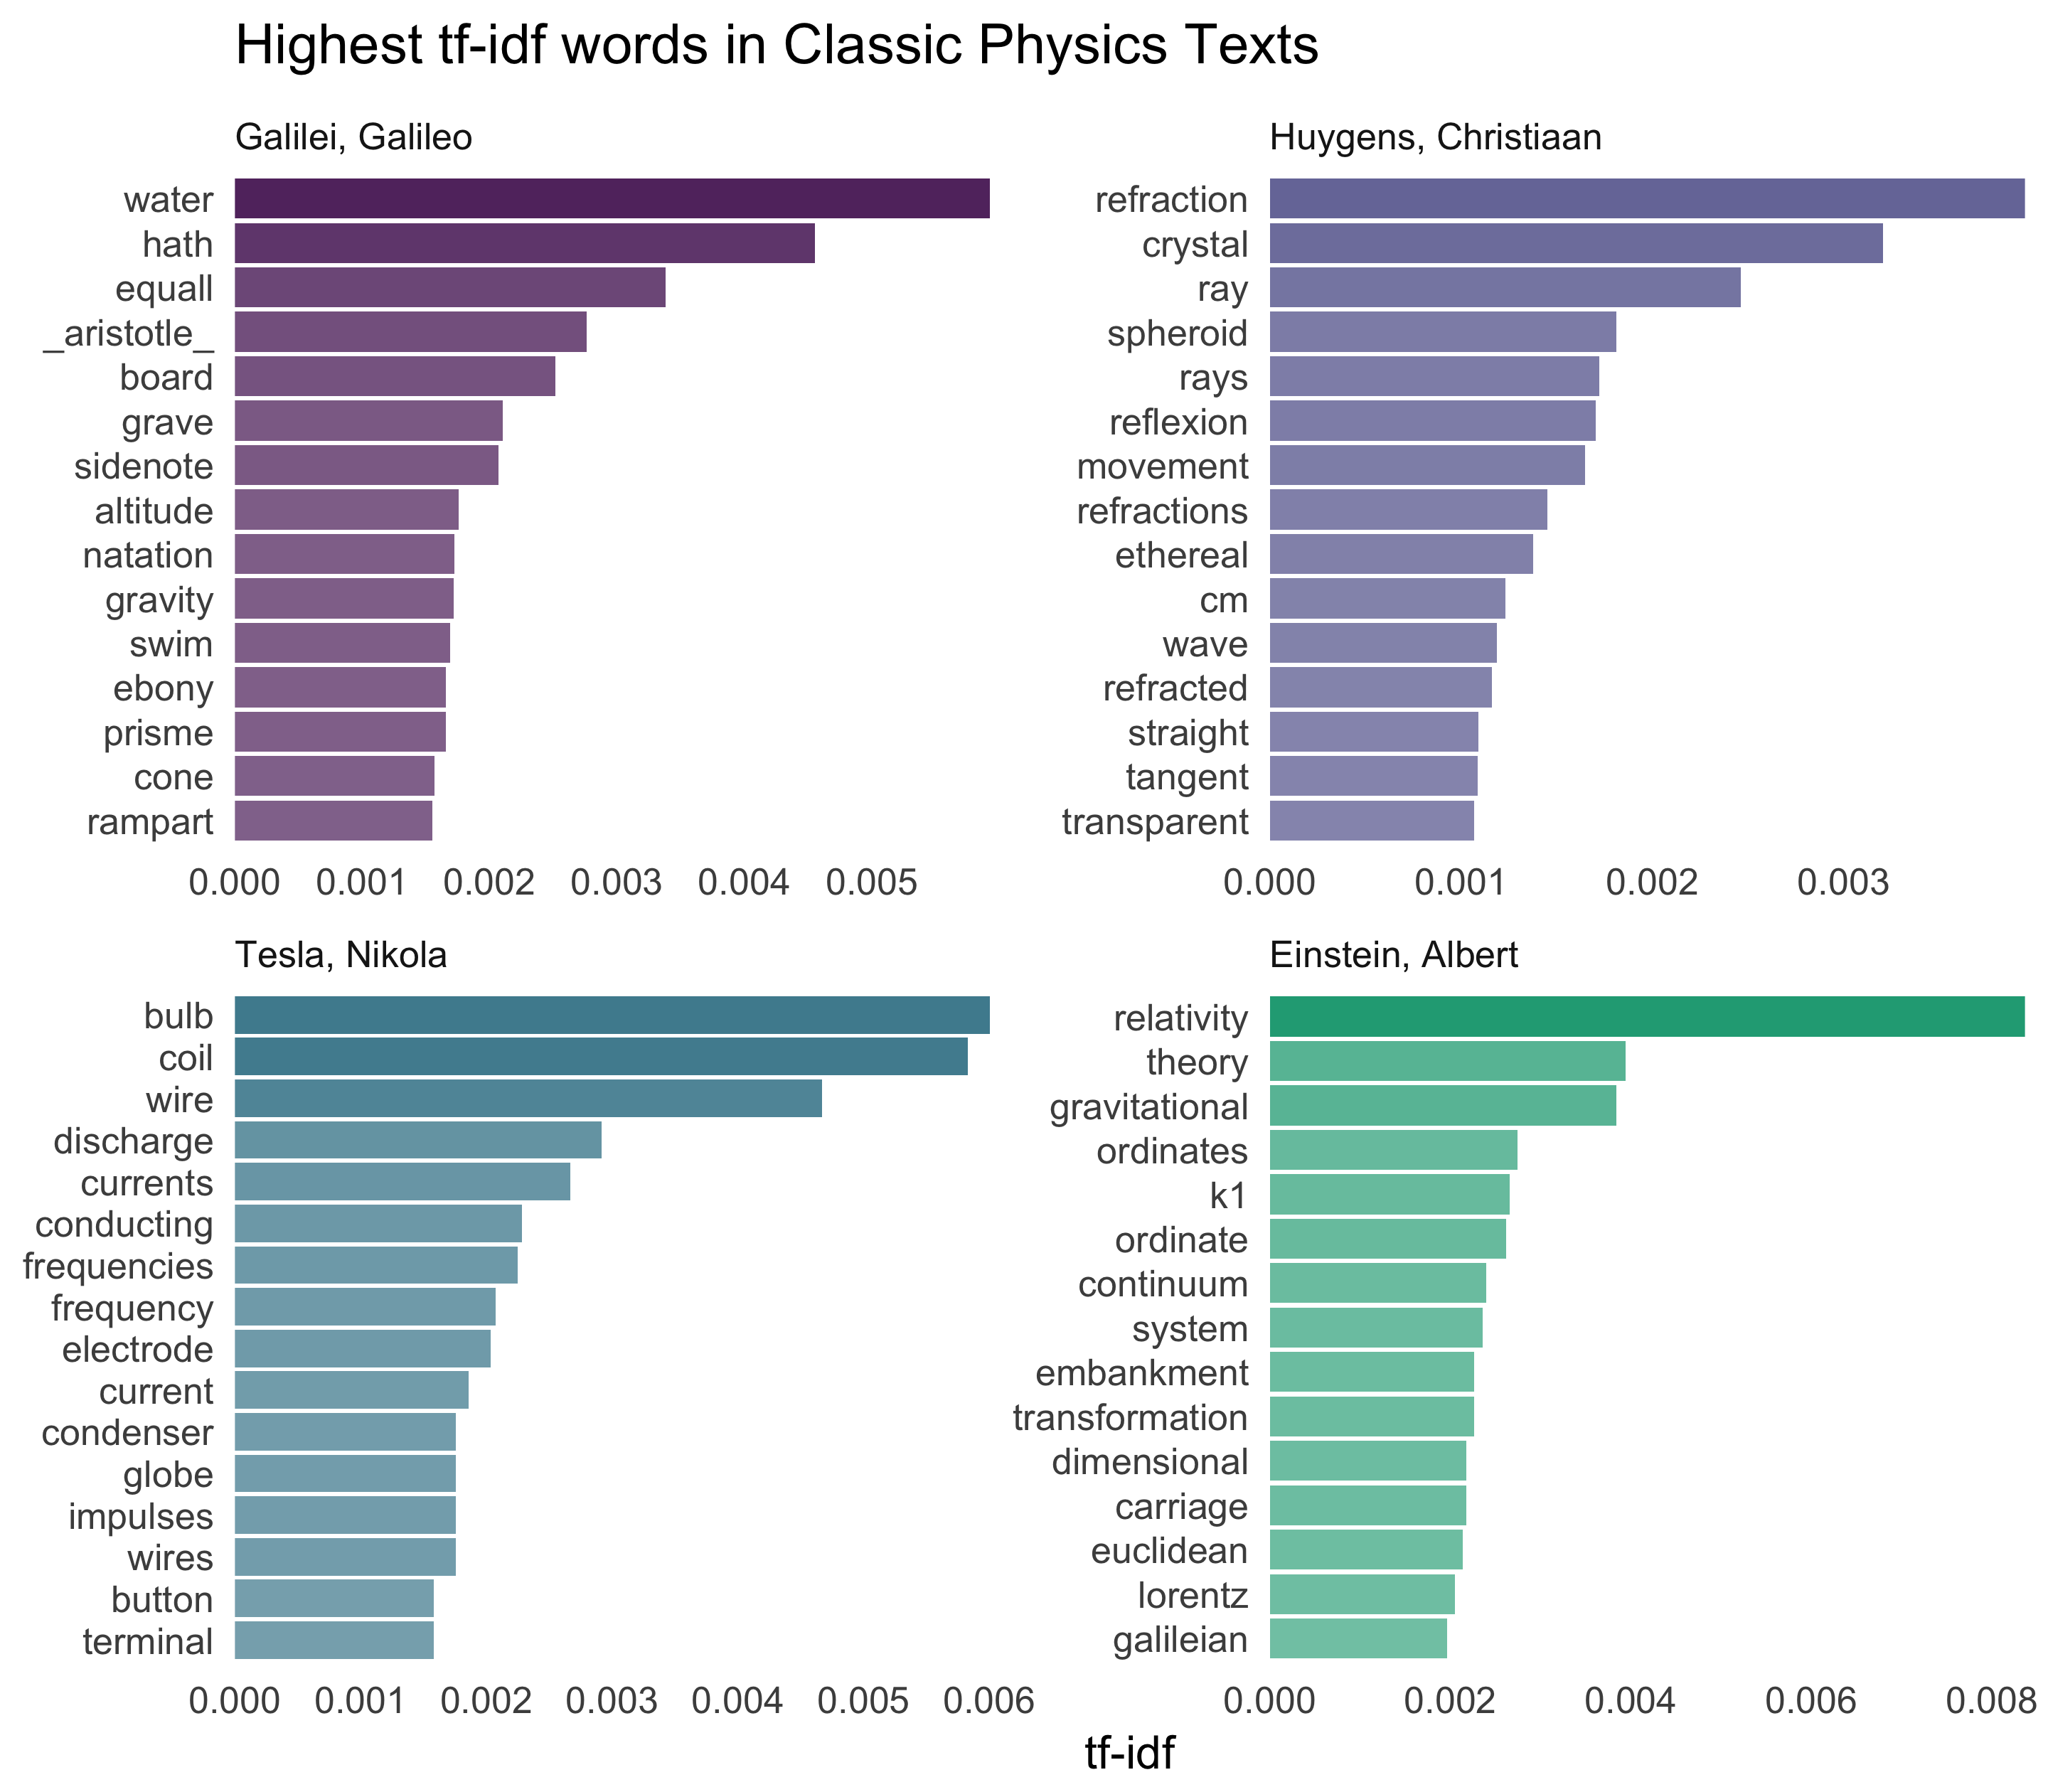 Highest tf-idf words in Classic Physics Texts
Galilei, Galileo
water
hath
equall
_aristotle_
board
grave
sidenote
altitude
natation
gravity
swim
ebony
prisme
cone
rampart
0.000 0.001 0.002 0.003 0.004 0.005
Huygens, Christiaan
refraction
crystal
ray
spheroid
rays
reflexion
movement
refractions
ethereal
cm
wave
refracted
straight
tangent
transparent
0.000 0.001 0.002 0.003
Tesla, Nikola
bulb
coil
wire
discharge
currents
conducting
frequencies
frequency
electrode
current
condenser
globe
impulses
wires
button
terminal
0.000 0.001 0.002 0.003 0.004 0.005 0.006
Einstein, Albert
relativity
theory
gravitational
ordinates
k1
ordinate
continuum
system
embankment
transformation
dimensional
carriage
euclidean
lorentz
galileian
0.000 0.002 0.004 0.006 0.008
tf-idf